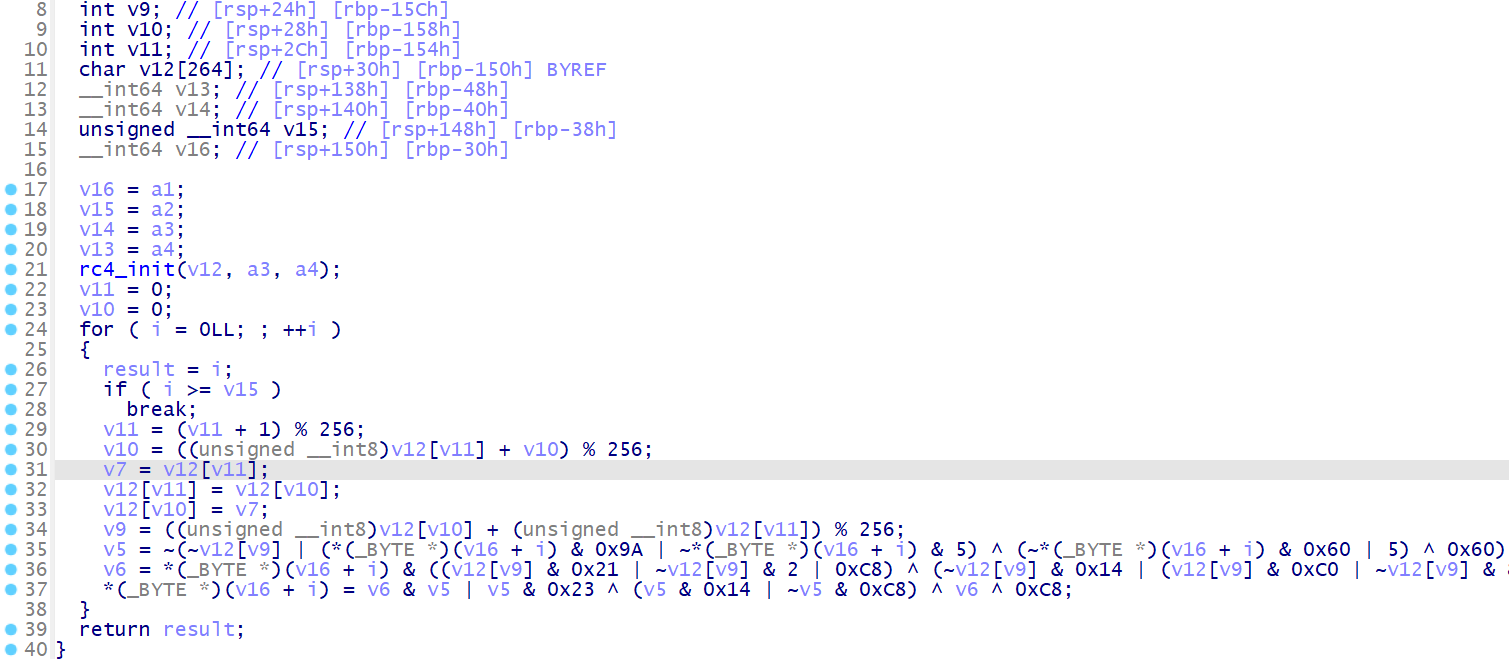 8 int v9; // [rsp+24h] [rbp-15Ch]
9 int v10; // [rsp+28h] [rbp-158h]
10 int v11; // [rsp+2Ch] [rbp-154h]
11 char v12[264]; // [rsp+30h] [rbp-150h] BYREF
12 __int64 v13; // [rsp+138h] [rbp-48h]
13 __int64 v14; // [rsp+140h] [rbp-40h]
14 unsigned __int64 v15; // [rsp+148h] [rbp-38h]
15 __int64 v16; // [rsp+150h] [rbp-30h]
16
17 v16 = a1;
18 v15 = a2;
19 v14 = a3;
20 v13 = a4;
21 rc4_init(v12, a3, a4);
22 v11 = 0;
23 v10 = 0;
24 for ( i = 0LL; ; ++i )
25 {
26 result = i;
27 if ( i >= v15 )
28 break;
29 v11 = (v11 + 1) % 256;
30 v10 = ((unsigned __int8)v12[v11] + v10) % 256;
31 v7 = v12[v11];
32 v12[v11] = v12[v10];
33 v12[v10] = v7;
34 v9 = ((unsigned __int8)v12[v10] + (unsigned __int8)v12[v11]) % 256;
35 v5 = ~(~v12[v9] | (*(_BYTE *)(v16 + i) & 0x9A | ~*(_BYTE *)(v16 + i) & 5) ^ (~*(_BYTE *)(v16 + i) & 0x60 | 5) ^ 0x60)
36 v6 = *(_BYTE *)(v16 + i) & ((v12[v9] & 0x21 | ~v12[v9] & 2 | 0xC8) ^ (~v12[v9] & 0x14 | (v12[v9] & 0xC0 | ~v12[v9] &
37 *(_BYTE *)(v16 + i) = v6 & v5 | v5 & 0x23 ^ (v5 & 0x14 | ~v5 & 0xC8) ^ v6 ^ 0xC8;
38 }
39 return result;
40 }